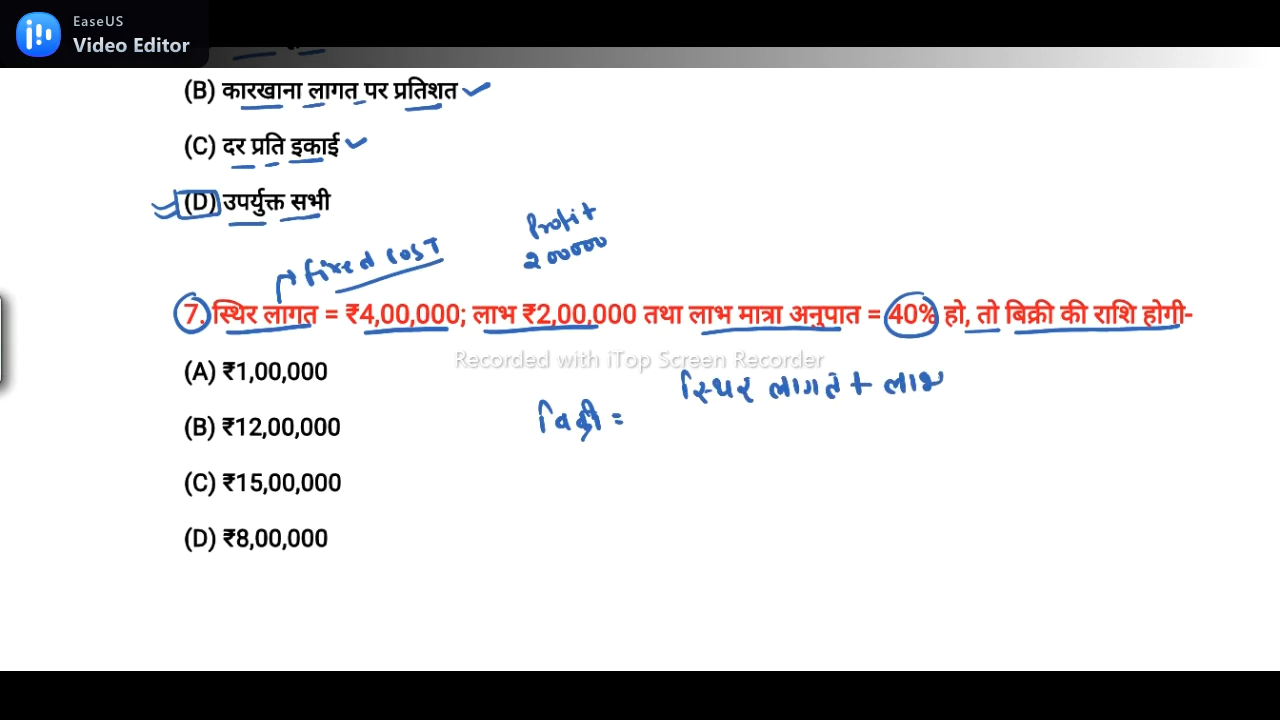 EaseUS
Video Editor
(B) कारखाना लागत पर प्रतिशत
(C) दर प्रति इकाई
(D) उपर्युक्त सभी
Profit
200000
fixed cost
7. स्थिर लागत = ₹4,00,000; लाभ ₹2,00,000 तथा लाभ मात्रा अनुपात = 40% हो, तो बिक्री की राशि होगी-
Recorded with iTop Screen Recorder
(A) ₹1,00,000
स्थिर लागत + लाभ
बिक्री =
(B) ₹12,00,000
(C) ₹15,00,000
(D) ₹8,00,000